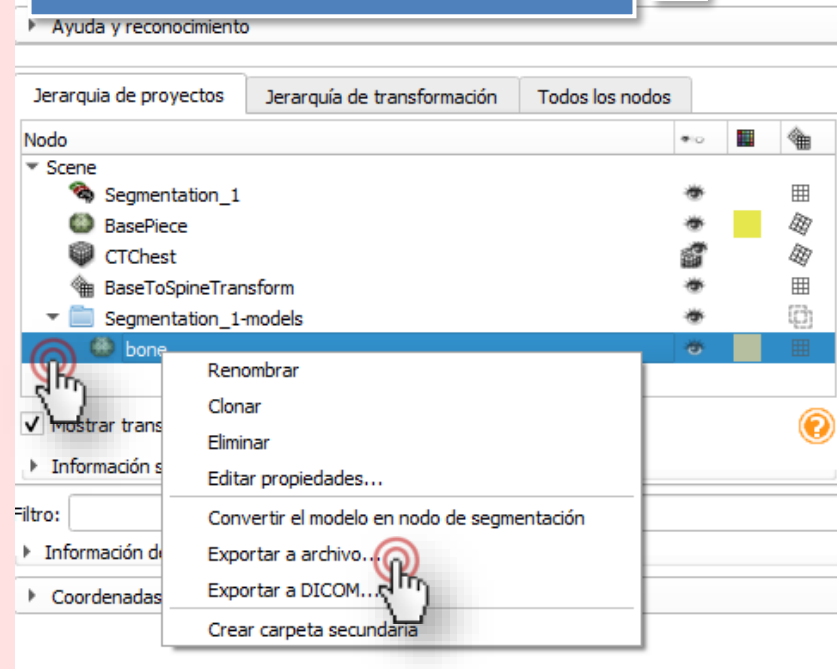 Ayuda y reconocimiento
Jerarquia de proyectos Jerarquía de transformación Todos los nodos
Nodo
Scene
Segmentation_1
BasePiece
CTChest
BaseToSpineTransform
Segmentation_1-models
bone
Renombrar
Clonar
Mostrar trans
Eliminar
Información s
Editar propiedades...
Filtro:
Convertir el modelo en nodo de segmentación
Información de
Exportar a archivo...
Coordenadas
Exportar a DICOM...
Crear carpeta secundaria